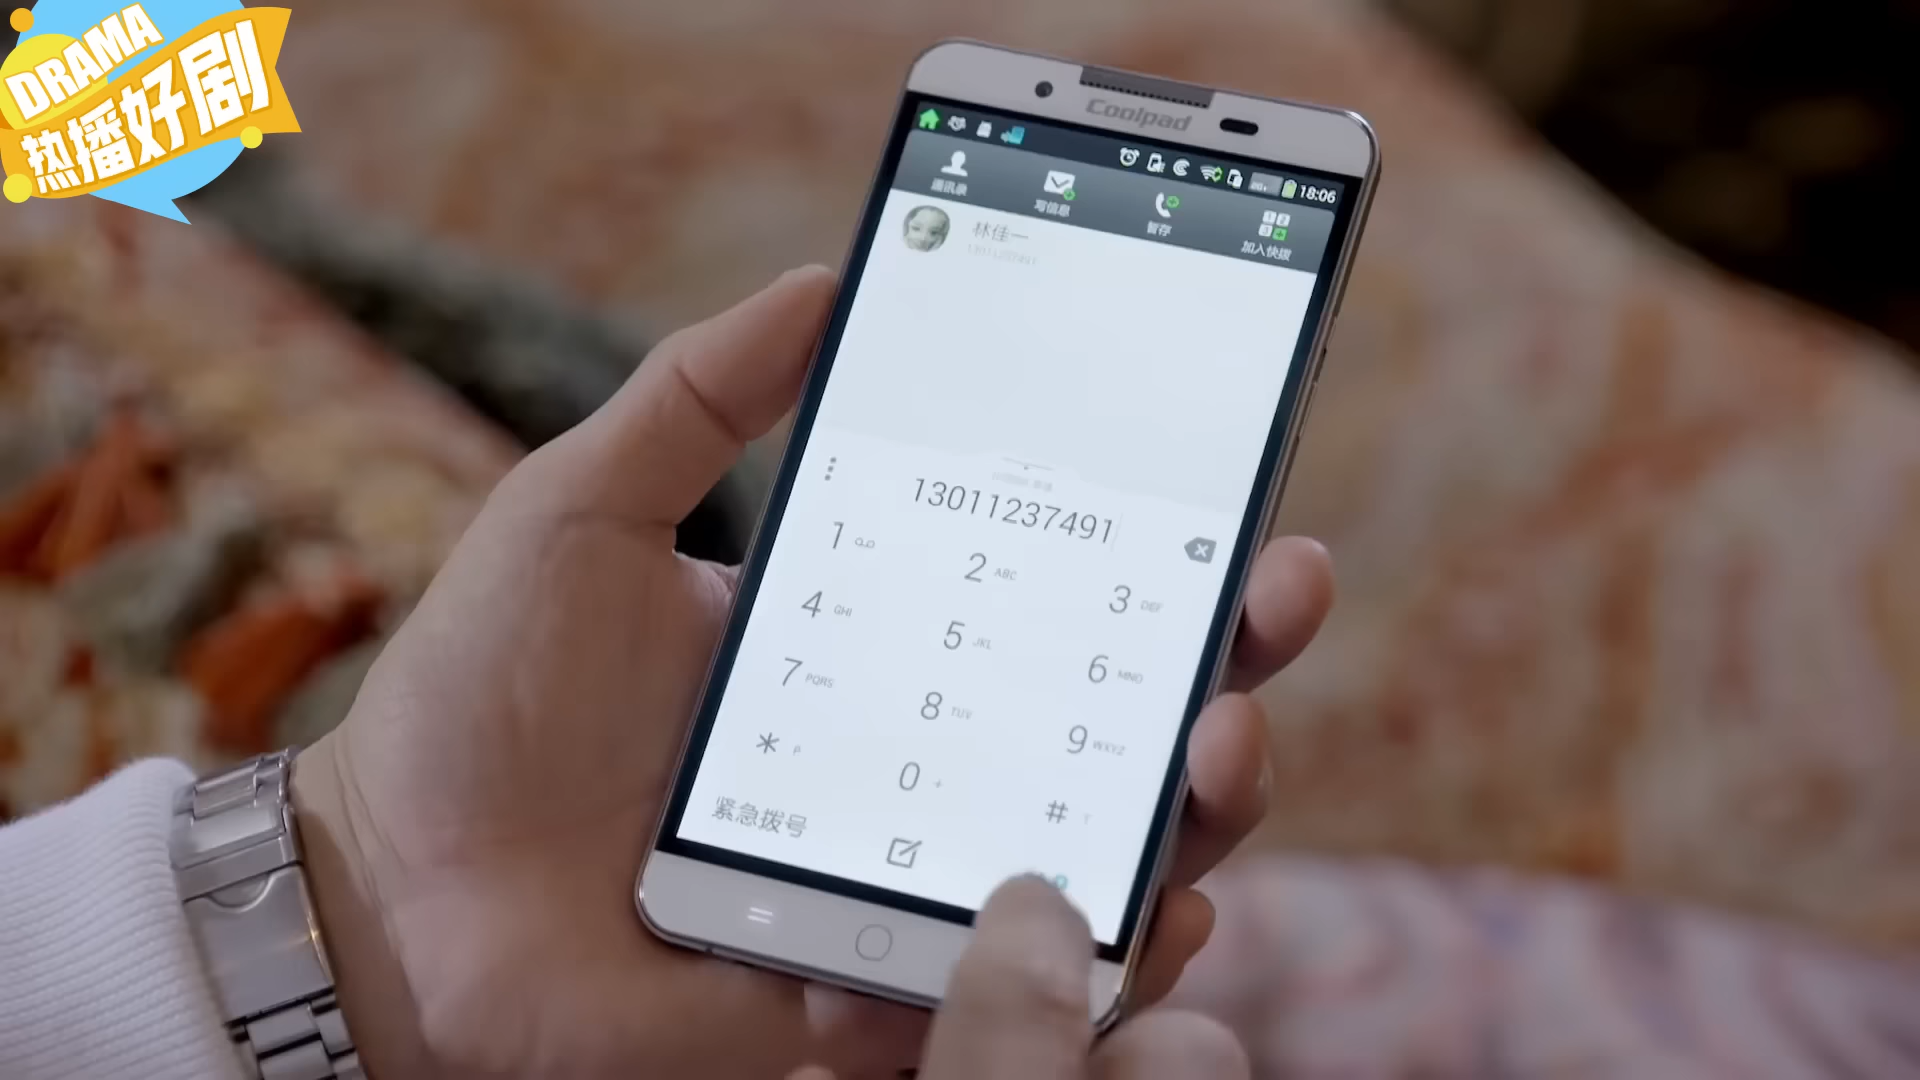 DRAMA
热播好剧
Coolpad
18:06
通讯录
写信息
暂存
加入快拨
林佳一
13011237491
13011237491
1
2 ABC
3 DEF
4 GHI
5 JKL
6 MNO
7 PQRS
8 TUV
9 WXYZ
* P
0 +
# T
紧急拨号